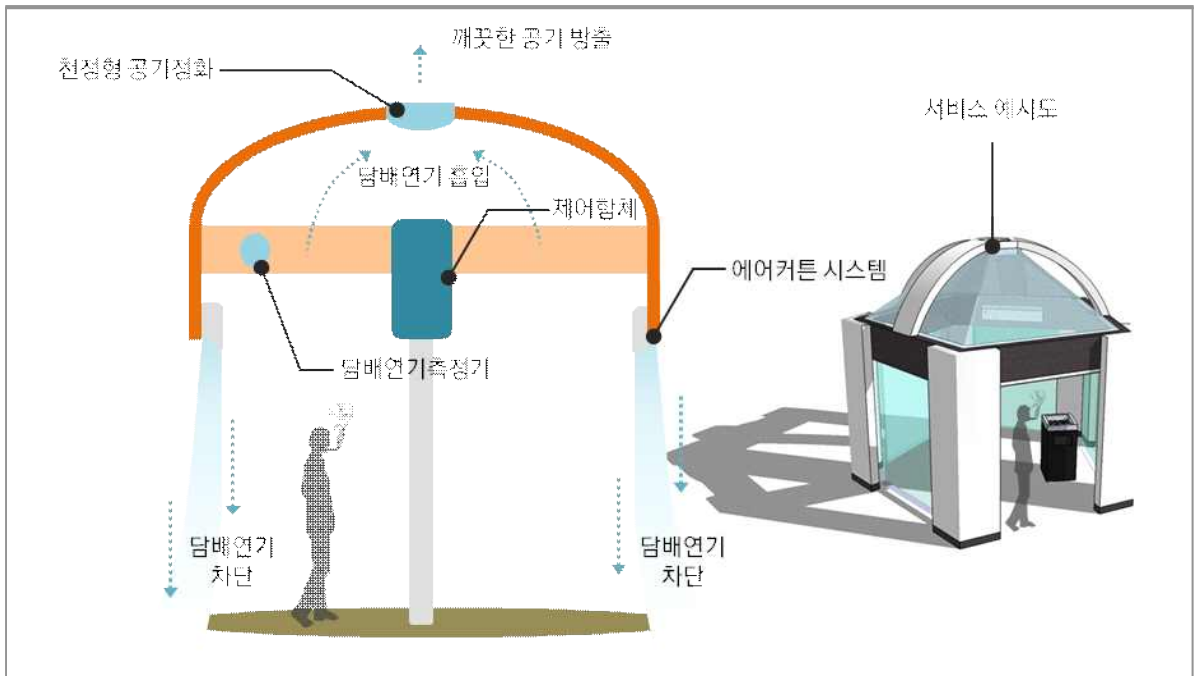 깨끗한 공기 방출
천정형 공기정화
서비스 예시도
담배연기 흡입
제어함체
에어커튼 시스템
담배연기측정기
담배연기
차단
담배연기
차단